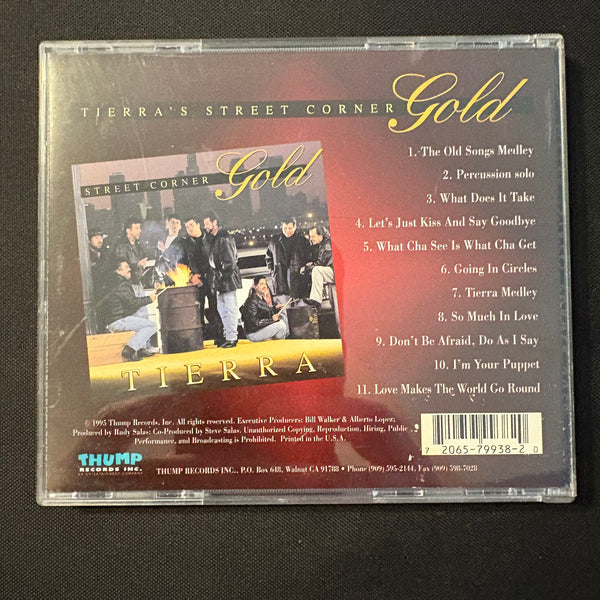 TIERRA'S STREET CORNER Gold
STREET CORNER Gold
TIERRA
1. The Old Songs Medley
2. Percussion solo
3. What Does It Take
4. Let's Just Kiss And Say Goodbye
5. What Cha See Is What Cha Get
6. Going In Circles
7. Tierra Medley
8. So Much In Love
9. Don't Be Afraid, Do As I Say
10. I'm Your Puppet
11. Love Makes The World Go Round
© 1995 Thump Records, Inc. All rights reserved. Executive Producers: Bill Walker & Alberto Lopez;
Produced by Rudy Salas; Co-Produced by Steve Salas. Unauthorized Copying, Reproduction, Hiring, Public
Performance, and Broadcasting is Prohibited. Printed in the U.S.A.
7 2065-79938-2 0
THUMP
RECORDS INC.
AN ENTERTAINMENT COMPANY
THUMP RECORDS INC., P.O. Box 648, Walnut CA 91788 • Phone (909) 595-2144, Fax (909) 598-7028